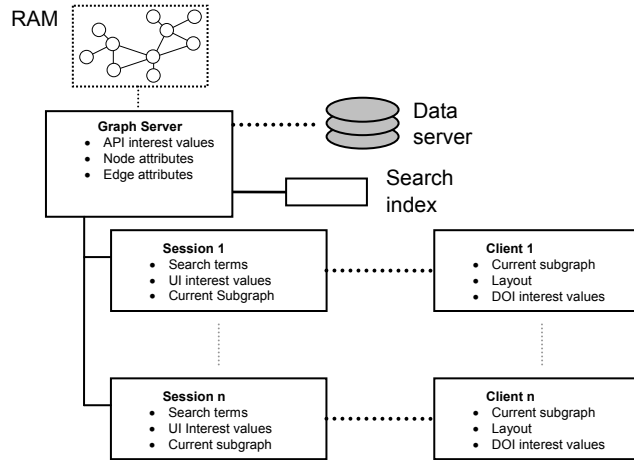 RAM
Graph Server
• API interest values
• Node attributes
• Edge attributes
Data
server
Search
index
Session 1
• Search terms
• UI interest values
• Current Subgraph
Client 1
• Current subgraph
• Layout
• DOI interest values
Session n
• Search terms
• UI Interest values
• Current subgraph
Client n
• Current subgraph
• Layout
• DOI interest values